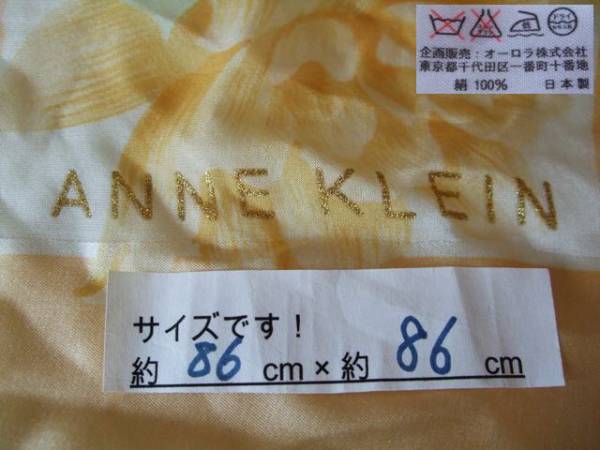 企画販売：オーロラ株式会社
東京都千代田区一番町十番地
絹 100% 日本製
ANNE KLEIN
サイズです！
約 86 cm × 約 86 cm